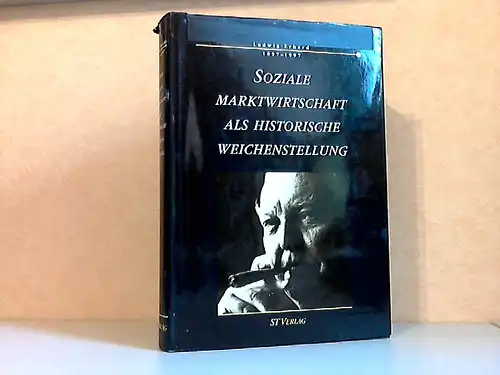 Ludwig Erhard
1897–1997
SOZIALE
MARKTWIRTSCHAFT
ALS HISTORISCHE
WEICHENSTELLUNG
ST VERLAG